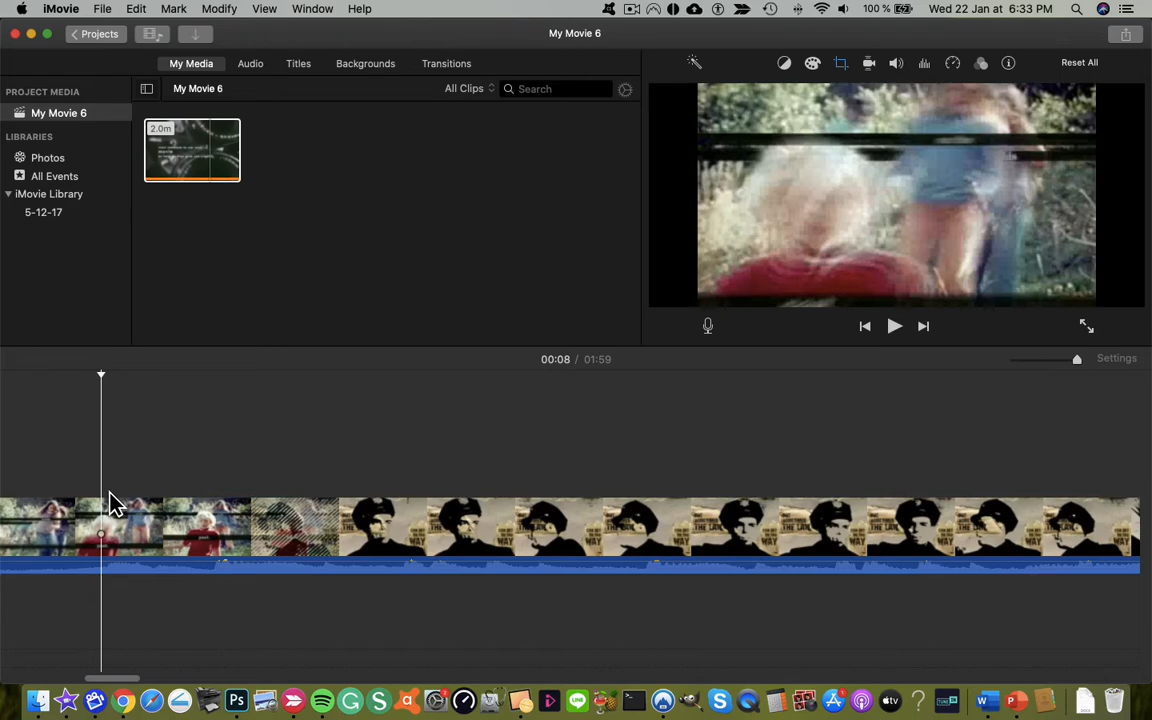 iMovie File Edit Mark Modify View Window Help
100 % Wed 22 Jan at 6:33 PM
Projects
My Movie 6
My Media Audio Titles Backgrounds Transitions
Reset All
PROJECT MEDIA
My Movie 6
LIBRARIES
Photos
All Events
iMovie Library
5-12-17
My Movie 6
All Clips
Search
2.0m
00:08 / 01:59
Settings